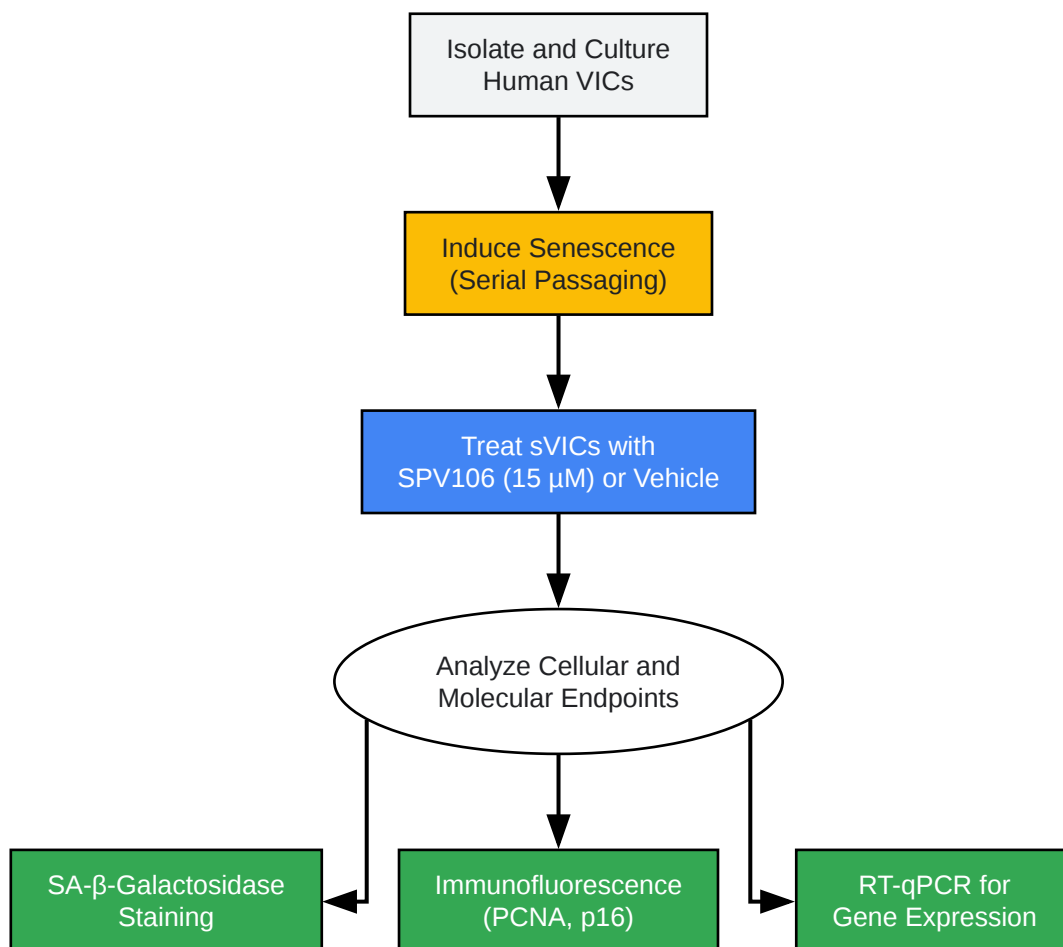 Isolate and Culture
Human VICs
Induce Senescence
(Serial Passaging)
Treat sVICs with
SPV106 (15 µM) or Vehicle
Analyze Cellular and
Molecular Endpoints
SA-β-Galactosidase
Staining
Immunofluorescence
(PCNA, p16)
RT-qPCR for
Gene Expression